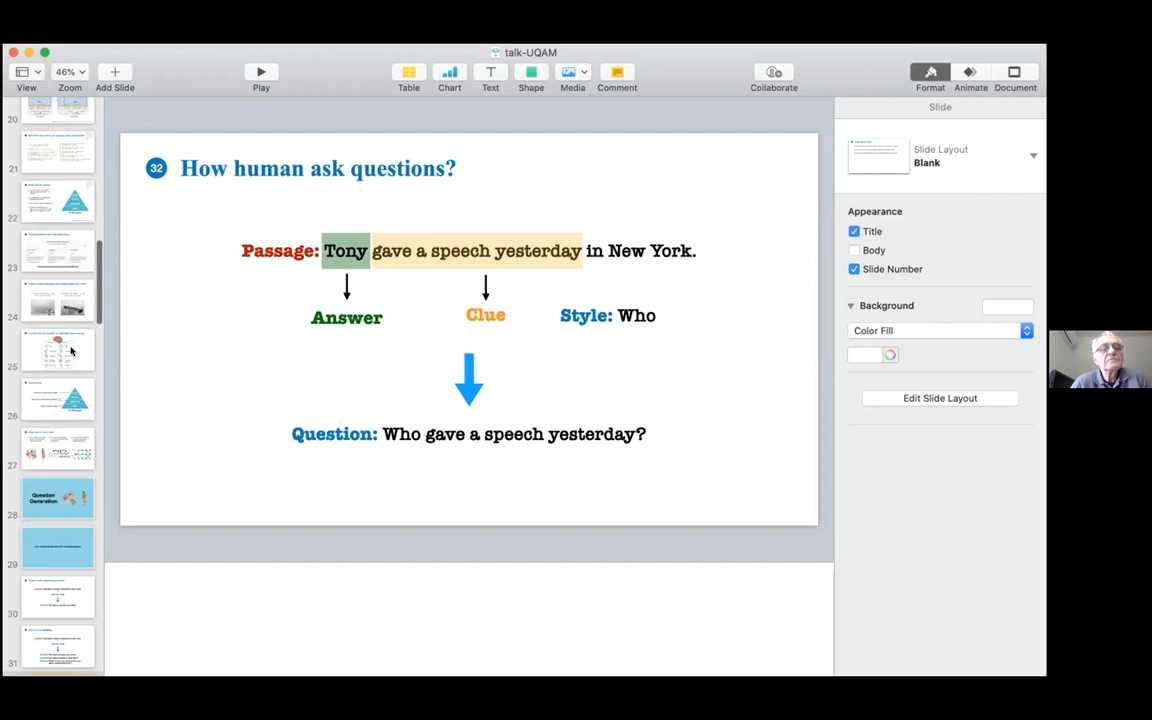 talk-UQAM
46%
View
Zoom
Add Slide
Play
Table
Chart
Text
Shape
Media
Comment
Collaborate
Format
Animate
Document
Slide
Slide Layout
Blank
Appearance
Title
Body
Slide Number
Background
Color Fill
Edit Slide Layout
20
21
22
23
24
25
26
27
Question
Generation
28
29
30
31
32 How human ask questions?
Passage: Tony gave a speech yesterday in New York.
Answer Clue Style: Who
Question: Who gave a speech yesterday?